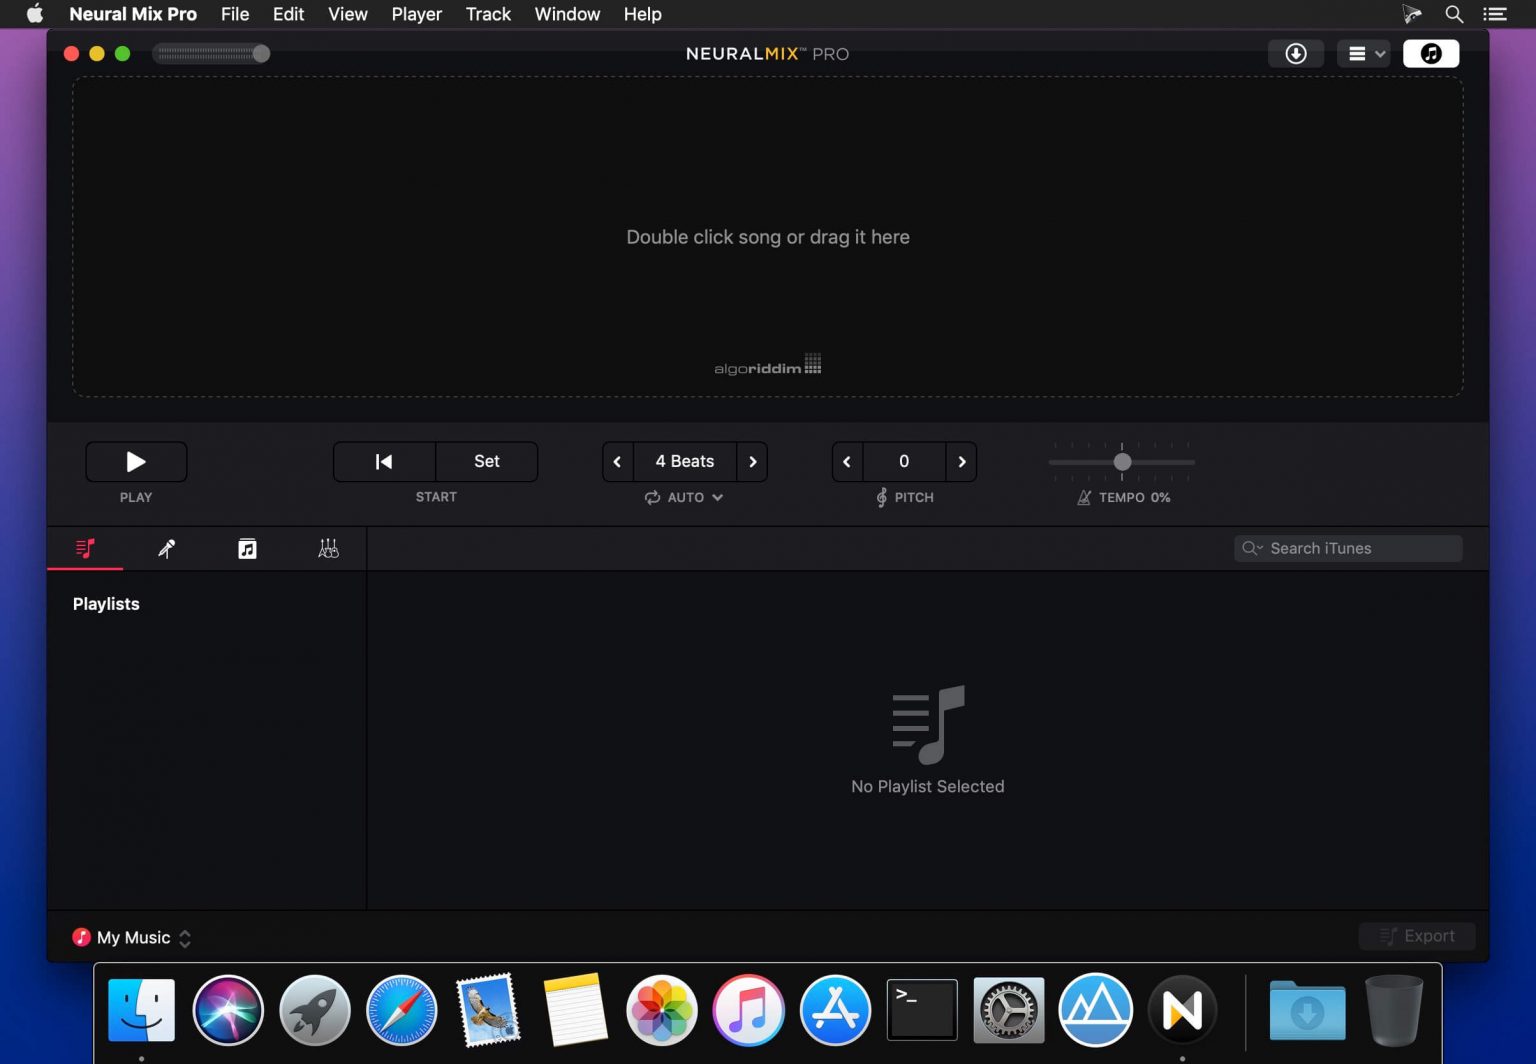 Neural Mix Pro File Edit View Player Track Window Help
NEURALMIX™ PRO
Double click song or drag it here
algoriddim
Set
4 Beats
0
PLAY
START
AUTO
PITCH
TEMPO 0%
Search iTunes
Playlists
No Playlist Selected
My Music
Export
>_